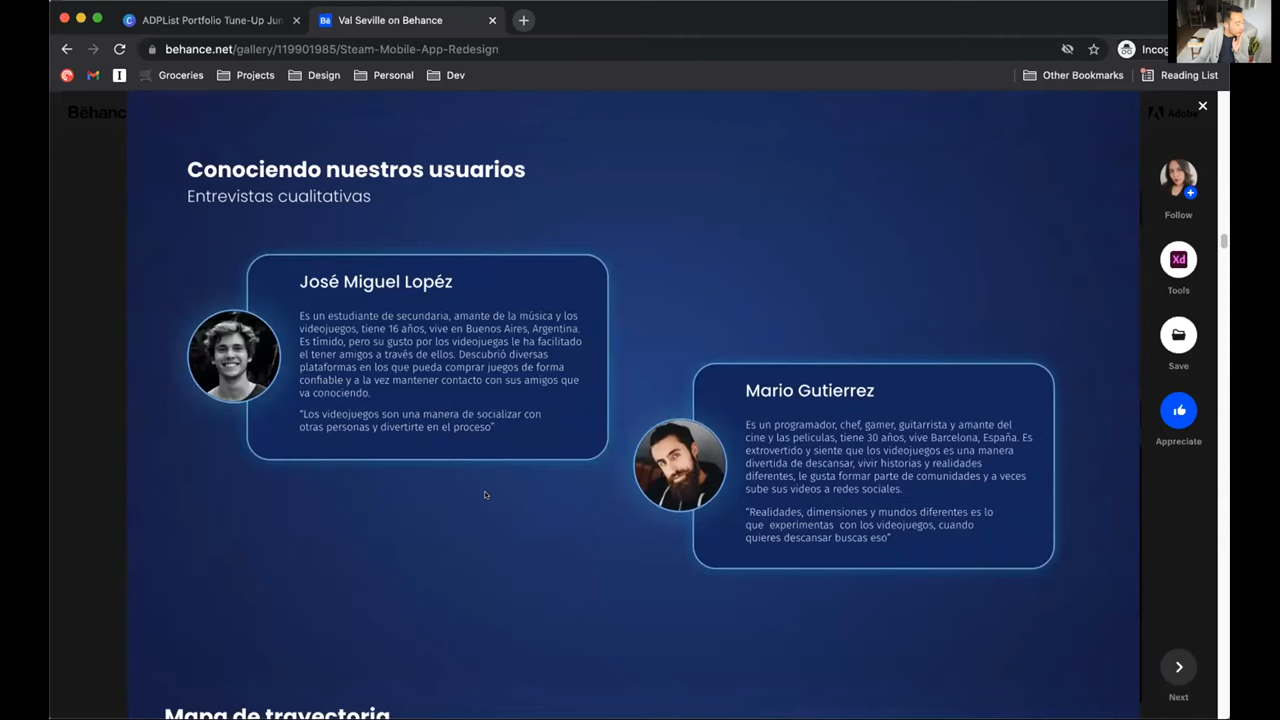 ADPList Portfolio Tune-Up Jun
Val Seville on Behance
behance.net/gallery/119901985/Steam-Mobile-App-Redesign
Incog
Groceries
Projects
Design
Personal
Dev
Other Bookmarks
Reading List
Bēhanc
Adobe
Conociendo nuestros usuarios
Entrevistas cualitativas
José Miguel Lopéz
Es un estudiante de secundaria, amante de la música y los
videojuegos, tiene 16 años, vive en Buenos Aires, Argentina.
Es tímido, pero su gusto por los videojuegas le ha facilitado
el tener amigos a través de ellos. Descubrió diversas
plataformas en los que pueda comprar juegos de forma
confiable y a la vez mantener contacto con sus amigos que
va conociendo.
"Los videojuegos son una manera de socializar con
otras personas y divertirte en el proceso"
Mario Gutierrez
Es un programador, chef, gamer, guitarrista y amante del
cine y las peliculas, tiene 30 años, vive Barcelona, España. Es
extrovertido y siente que los videojuegos es una manera
divertida de descansar, vivir historias y realidades
diferentes, le gusta formar parte de comunidades y a veces
sube sus videos a redes sociales.
"Realidades, dimensiones y mundos diferentes es lo
que experimentas con los videojuegos, cuando
quieres descansar buscas eso"
Follow
Xd
Tools
Save
Appreciate
Next
Mapa de trayectoria